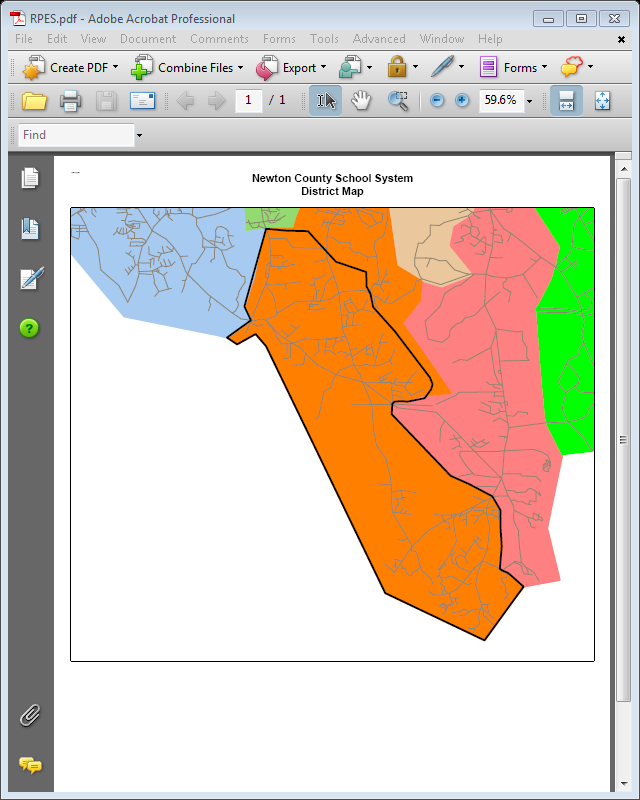 RPES.pdf - Adobe Acrobat Professional
File Edit View Document Comments Forms Tools Advanced Window Help
Create PDF Combine Files Export Forms
1 / 1 59.6%
Find
Newton County School System
District Map